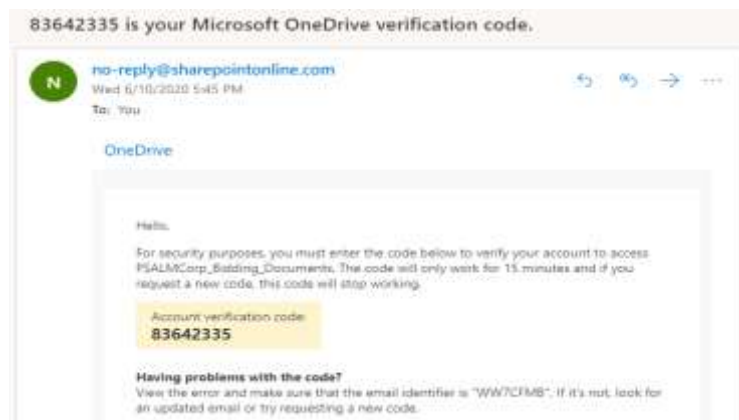 83642335 is your Microsoft OneDrive verification code.
N
no-reply@sharepointonline.com
Wed 6/10/2020 5:45 PM
To: You
OneDrive
Hello,
For security purposes, you must enter the code below to verify your account to access
PSALMCorp_Bidding_Documents. The code will only work for 15 minutes and if you
request a new code, this code will stop working.
Account verification code:
83642335
Having problems with the code?
View the error and make sure that the email identifier is "WW7CFMB". If it's not, look for
an updated email or try requesting a new code.